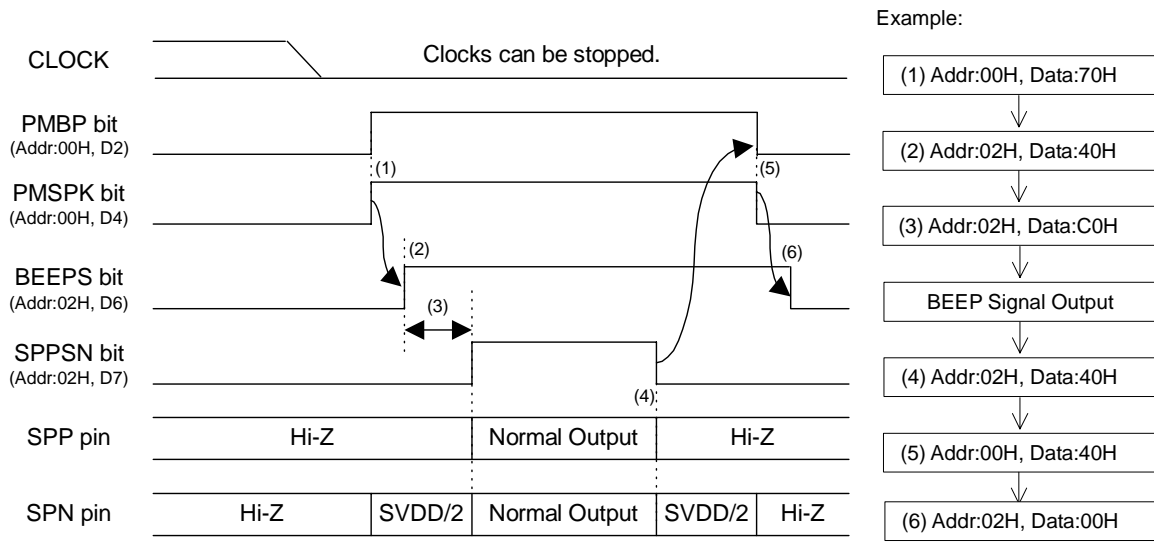 Example:
CLOCK
Clocks can be stopped.
PMBP bit
(Addr:00H, D2)
(1)
(5)
PMSPK bit
(Addr:00H, D4)
(2)
(6)
BEEPS bit
(Addr:02H, D6)
(3)
SPPSN bit
(Addr:02H, D7)
(4)
SPP pin
Hi-Z
Normal Output
Hi-Z
SPN pin
Hi-Z
SVDD/2
Normal Output
SVDD/2
Hi-Z
(1) Addr:00H, Data:70H
(2) Addr:02H, Data:40H
(3) Addr:02H, Data:C0H
BEEP Signal Output
(4) Addr:02H, Data:40H
(5) Addr:00H, Data:40H
(6) Addr:02H, Data:00H